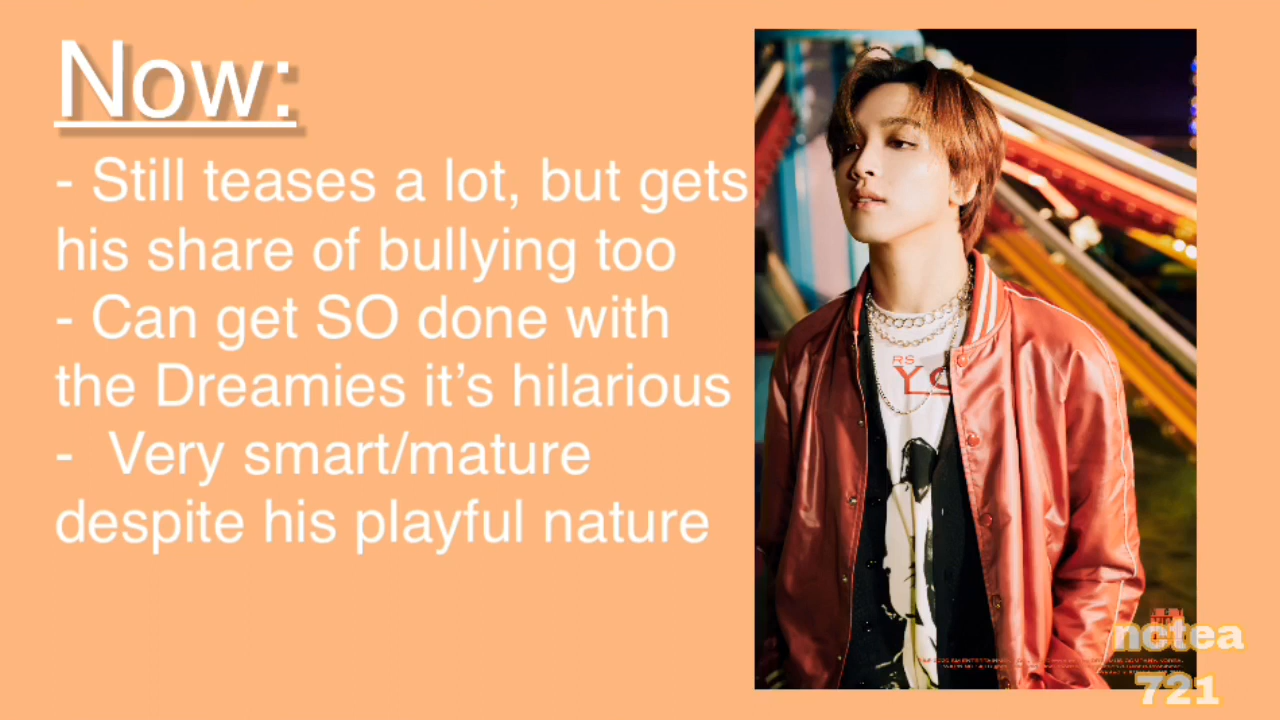 Now:
- Still teases a lot, but gets
his share of bullying too
- Can get SO done with
the Dreamies it’s hilarious
- Very smart/mature
despite his playful nature
RS
nctea
721